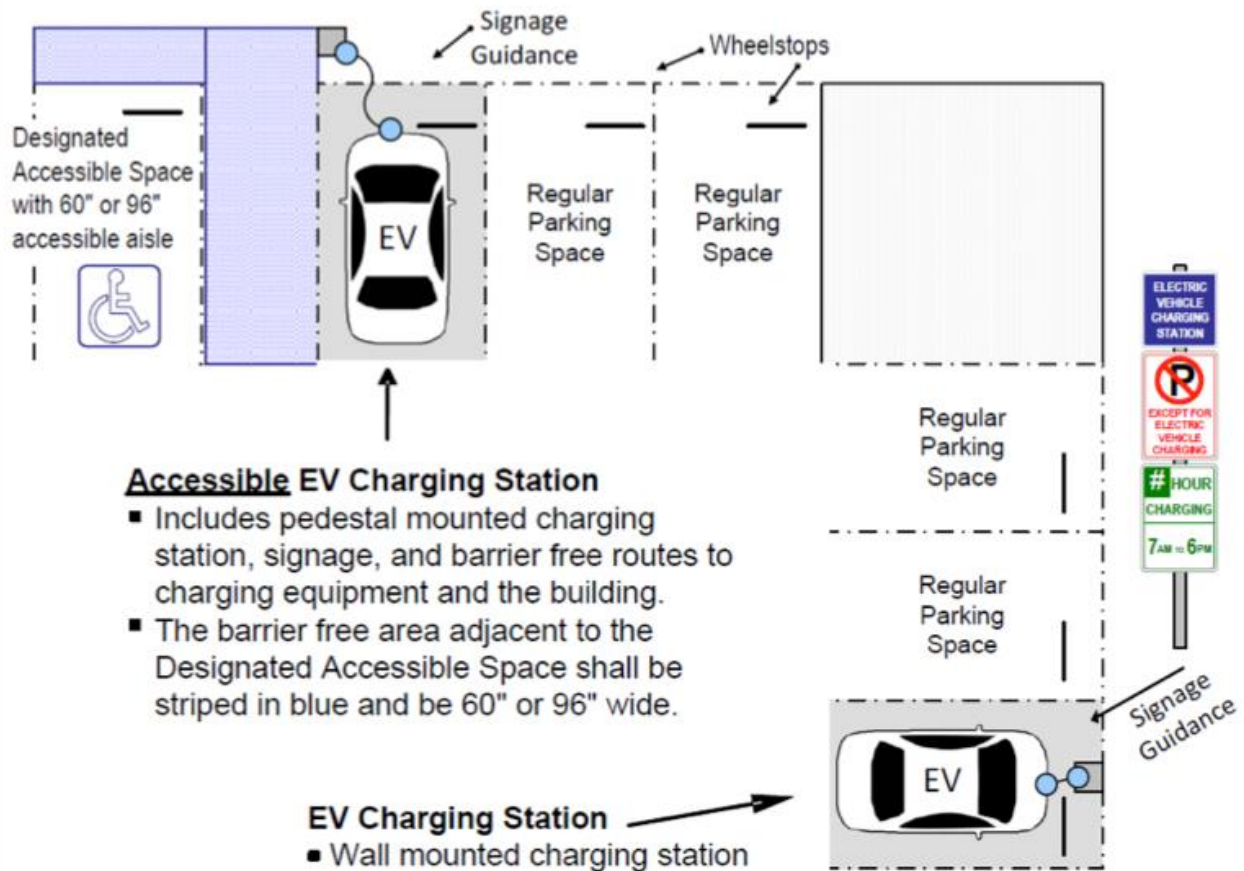 Signage
Guidance
Wheelstops
Designated
Accessible Space
with 60" or 96"
accessible aisle
EV
Regular
Parking
Space
Regular
Parking
Space
ELECTRIC
VEHICLE
CHARGING
STATION
P
EXCEPT FOR
ELECTRIC
VEHICLE
CHARGING
# HOUR
CHARGING
7AM TO 6PM
Regular
Parking
Space
Accessible EV Charging Station
▪ Includes pedestal mounted charging
station, signage, and barrier free routes to
charging equipment and the building.
▪ The barrier free area adjacent to the
Designated Accessible Space shall be
striped in blue and be 60" or 96" wide.
Regular
Parking
Space
Signage
Guidance
EV
EV Charging Station
▪ Wall mounted charging station